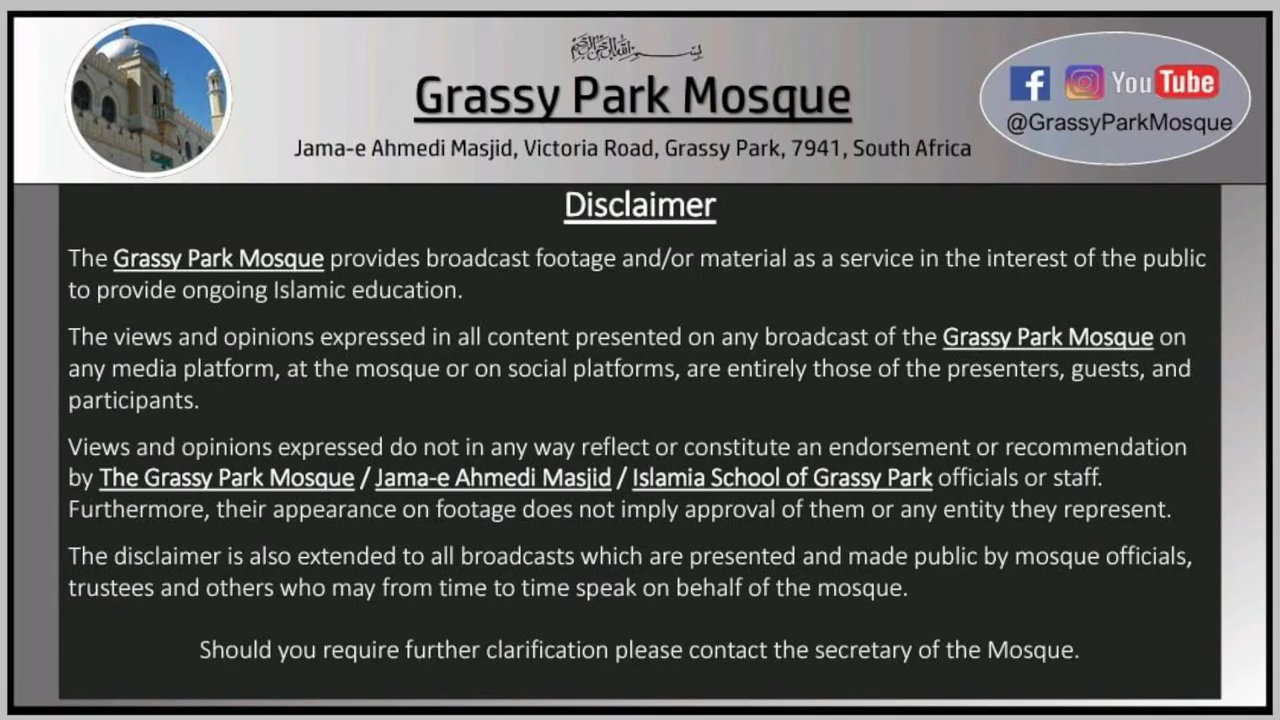 بسم الله الرحمن الرحيم
Grassy Park Mosque
Jama-e Ahmedi Masjid, Victoria Road, Grassy Park, 7941, South Africa
YouTube
@GrassyParkMosque
Disclaimer
The Grassy Park Mosque provides broadcast footage and/or material as a service in the interest of the public
to provide ongoing Islamic education.
The views and opinions expressed in all content presented on any broadcast of the Grassy Park Mosque on
any media platform, at the mosque or on social platforms, are entirely those of the presenters, guests, and
participants.
Views and opinions expressed do not in any way reflect or constitute an endorsement or recommendation
by The Grassy Park Mosque / Jama-e Ahmedi Masjid / Islamia School of Grassy Park officials or staff.
Furthermore, their appearance on footage does not imply approval of them or any entity they represent.
The disclaimer is also extended to all broadcasts which are presented and made public by mosque officials,
trustees and others who may from time to time speak on behalf of the mosque.
Should you require further clarification please contact the secretary of the Mosque.